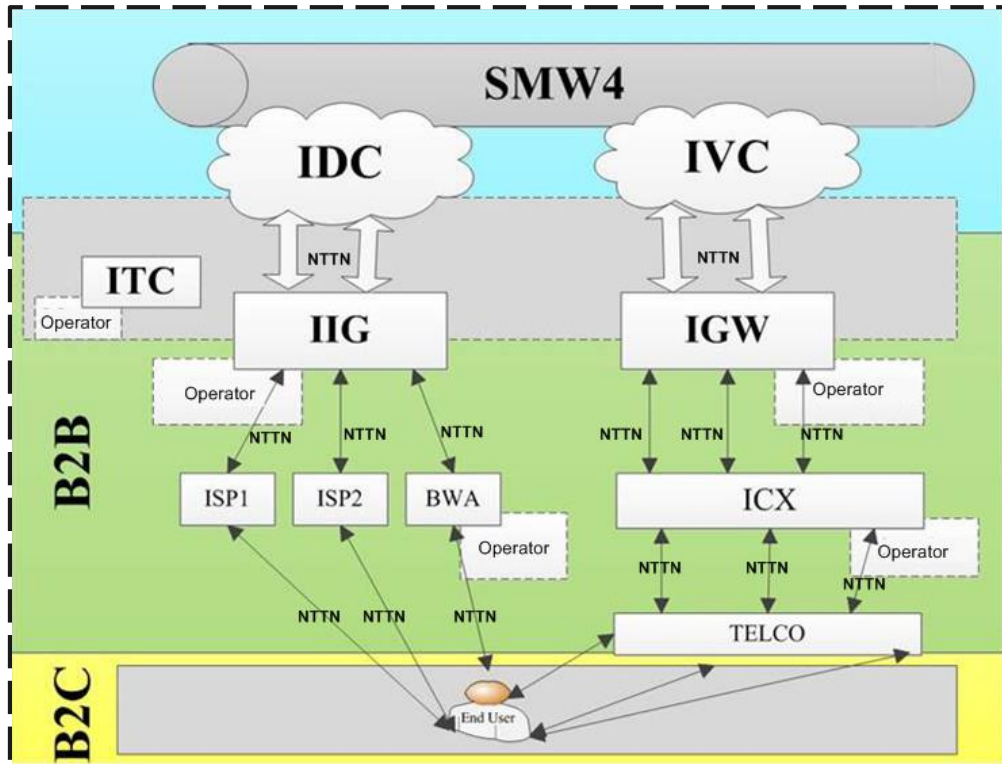 SMW4
IDC
IVC
NTTN
NTTN
ITC
Operator
IIG
IGW
Operator
Operator
B2B
NTTN
NTTN
NTTN
NTTN
NTTN
NTTN
ISP1
ISP2
BWA
ICX
Operator
Operator
NTTN
NTTN
NTTN
NTTN
NTTN
NTTN
TELCO
B2C
End User